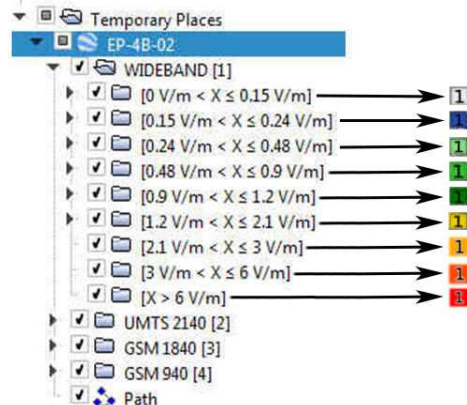 Temporary Places
EP-4B-02
WIDEBAND [1]
[0 V/m < X ≤ 0.15 V/m] 1
[0.15 V/m < X ≤ 0.24 V/m] 1
[0.24 V/m < X ≤ 0.48 V/m] 1
[0.48 V/m < X ≤ 0.9 V/m] 1
[0.9 V/m < X ≤ 1.2 V/m] 1
[1.2 V/m < X ≤ 2.1 V/m] 1
[2.1 V/m < X ≤ 3 V/m] 1
[3 V/m < X ≤ 6 V/m] 1
[X > 6 V/m] 1
UMTS 2140 [2]
GSM 1840 [3]
GSM 940 [4]
Path